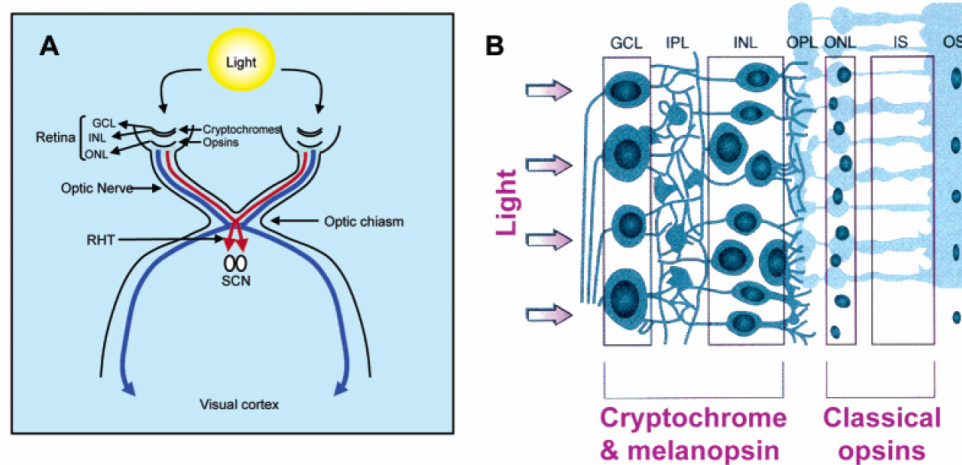 A
Light
GCL
Retina
INL
ONL
Cryptochromes
Opsins
Optic Nerve
Optic chiasm
RHT
SCN
Visual cortex
B
GCL IPL INL OPL ONL IS OS
Light
Cryptochrome
& melanopsin
Classical
opsins